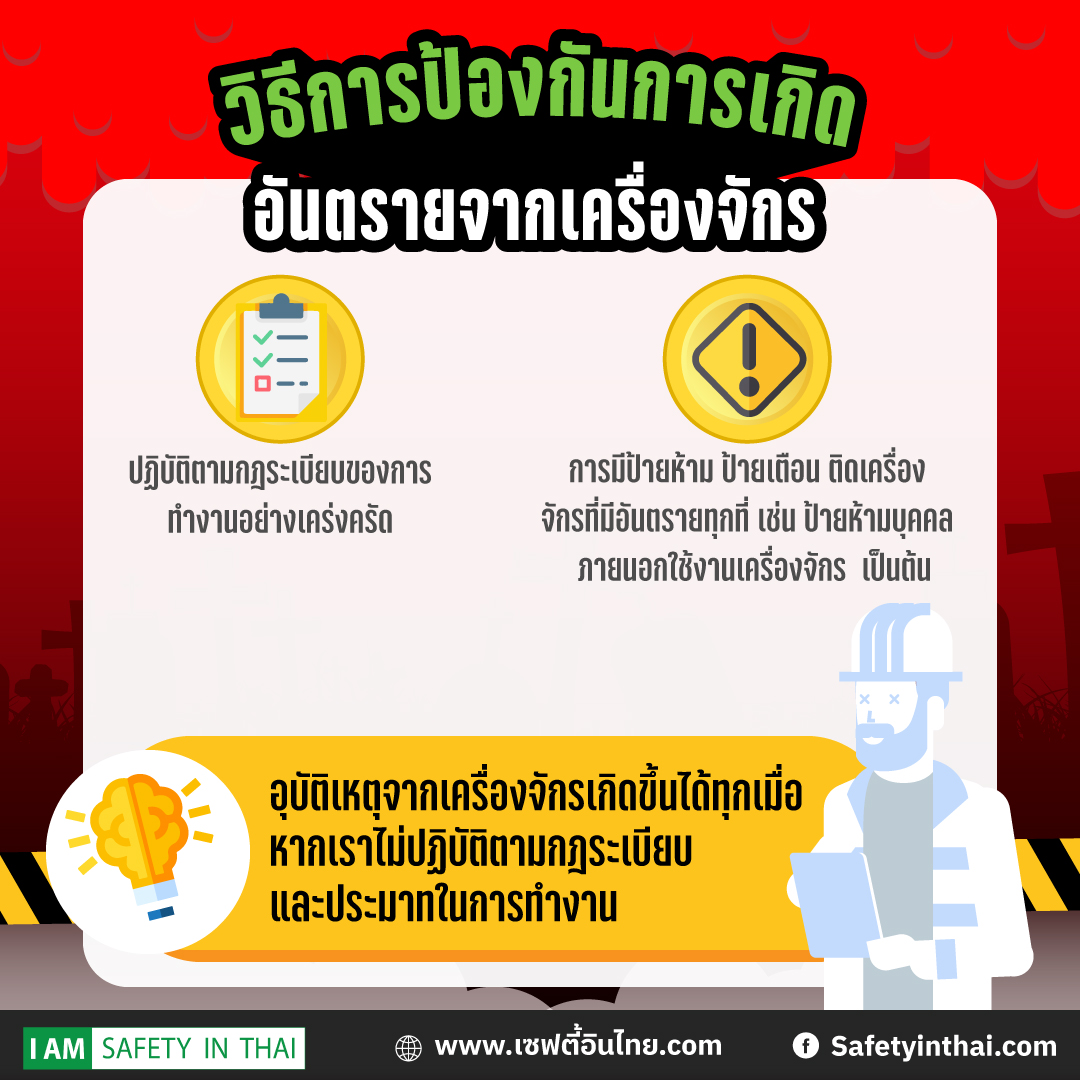 วิธีการป้องกันการเกิด
อันตรายจากเครื่องจักร
ปฏิบัติตามกฎระเบียบของการ
ทำงานอย่างเคร่งครัด
การมีป้ายห้าม ป้ายเตือน ติดเครื่อง
จักรที่มีอันตรายทุกที่ เช่น ป้ายห้ามบุคคล
ภายนอกใช้งานเครื่องจักร เป็นต้น
อุบัติเหตุจากเครื่องจักรเกิดขึ้นได้ทุกเมื่อ
หากเราไม่ปฏิบัติตามกฎระเบียบ
และประมาทในการทำงาน
I AM SAFETY IN THAI
www.เซฟตี้อินไทย.com
Safetyinthai.com